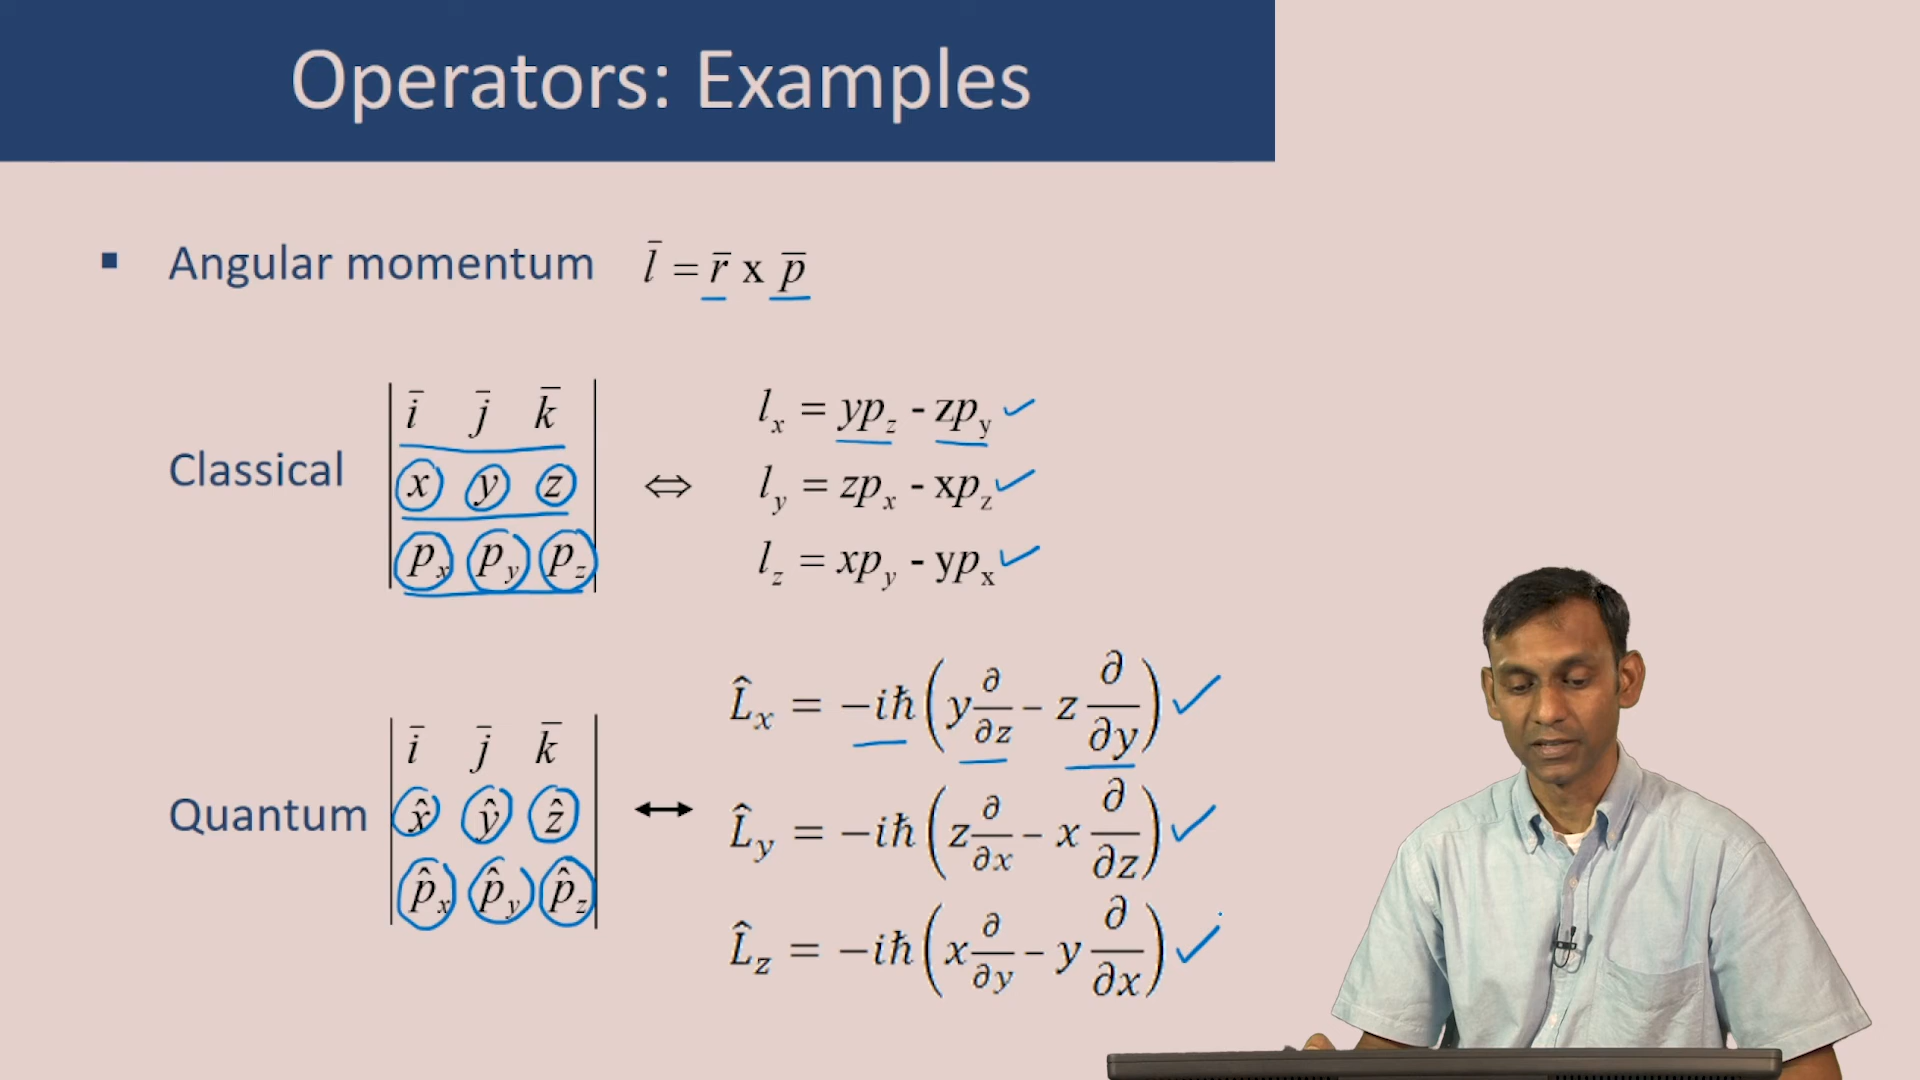 Operators: Examples
▪ Angular momentum l̄ = r̄ x p̄
Classical
| ī j̄ k̄ |
| x y z |
| pₓ p_y p_z |
⇔
lₓ = yp_z - zp_y ✓
l_y = zpₓ - xp_z ✓
l_z = xp_y - ypₓ ✓
Quantum
| ī j̄ k̄ |
| x̂ ŷ ẑ |
| p̂ₓ p̂_y p̂_z |
↔
L̂ₓ = −iħ(y ∂/∂z − z ∂/∂y) ✓
L̂_y = −iħ(z ∂/∂x − x ∂/∂z) ✓
L̂_z = −iħ(x ∂/∂y − y ∂/∂x) ✓